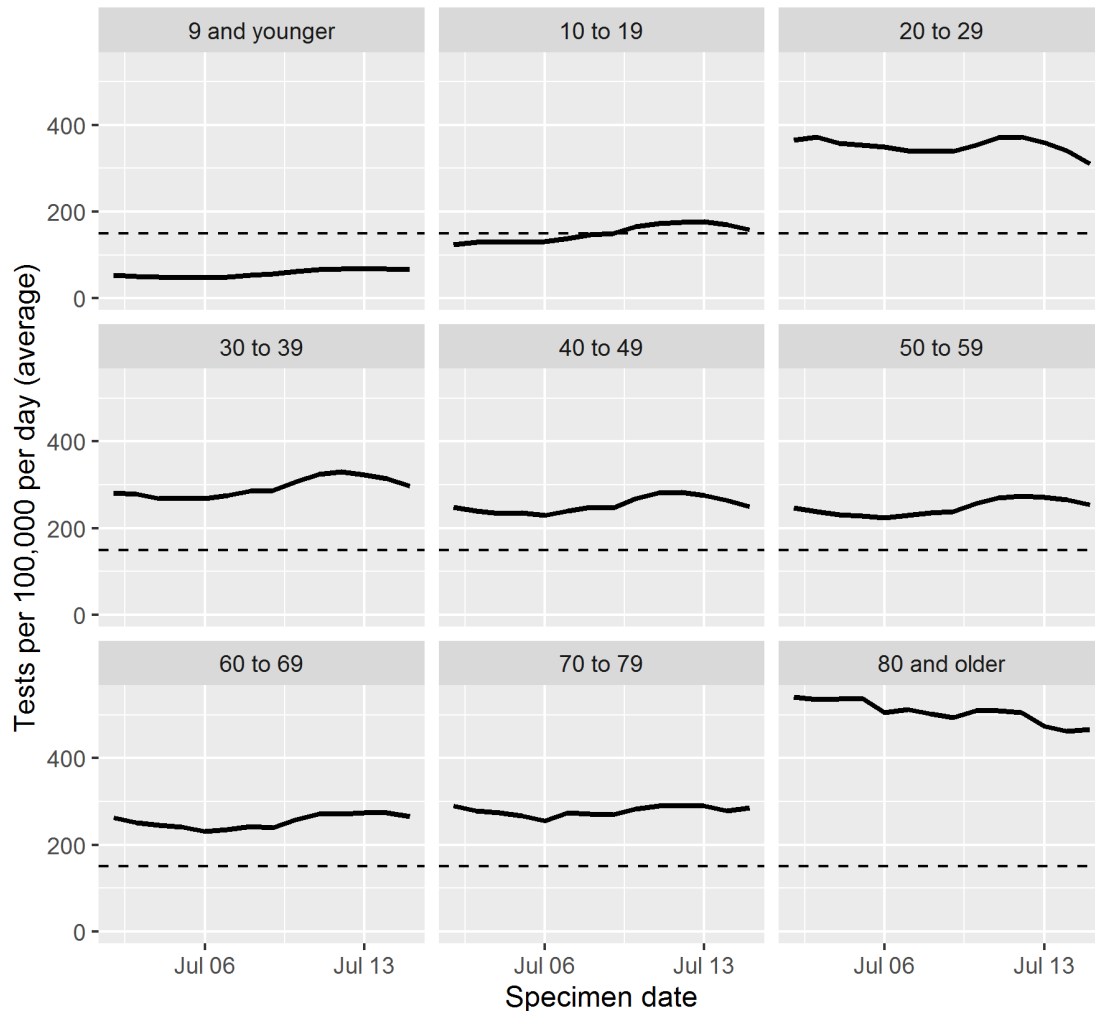 9 and younger
10 to 19
20 to 29
400
200
0
30 to 39
40 to 49
50 to 59
400
200
0
60 to 69
70 to 79
80 and older
400
200
0
Jul 06
Jul 13
Jul 06
Jul 13
Jul 06
Jul 13
Specimen date
Tests per 100,000 per day (average)